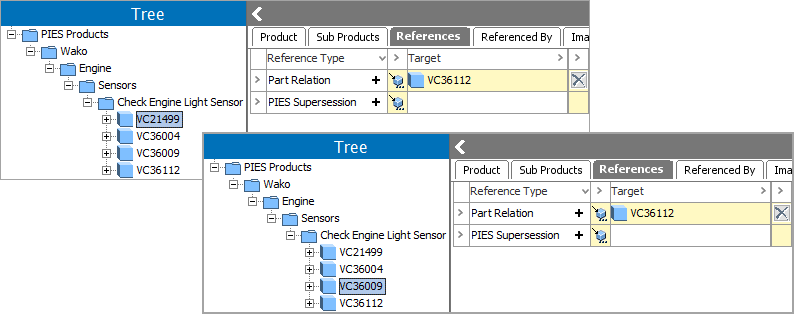 Tree
PIES Products
Wako
Engine
Sensors
Check Engine Light Sensor
VC21499
VC36004
VC36009
VC36112
Product Sub Products References Referenced By Ima
Reference Type Target
Part Relation + VC36112
PIES Supersession
Tree
PIES Products
Wako
Engine
Sensors
Check Engine Light Sensor
VC21499
VC36004
VC36009
VC36112
Product Sub Products References Referenced By Ima
Reference Type Target
Part Relation + VC36112
PIES Supersession +